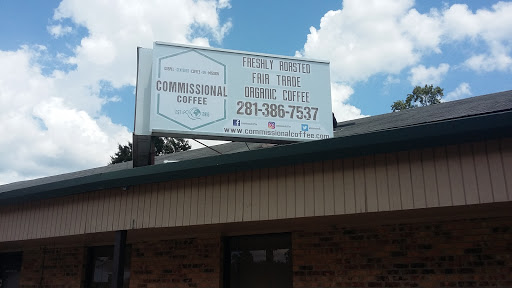 COMMISSIONAL
COFFEE
FRESHLY ROASTED
FAIR TRADE
ORGANIC COFFEE
281-386-7537
www.commissionalcoffee.com